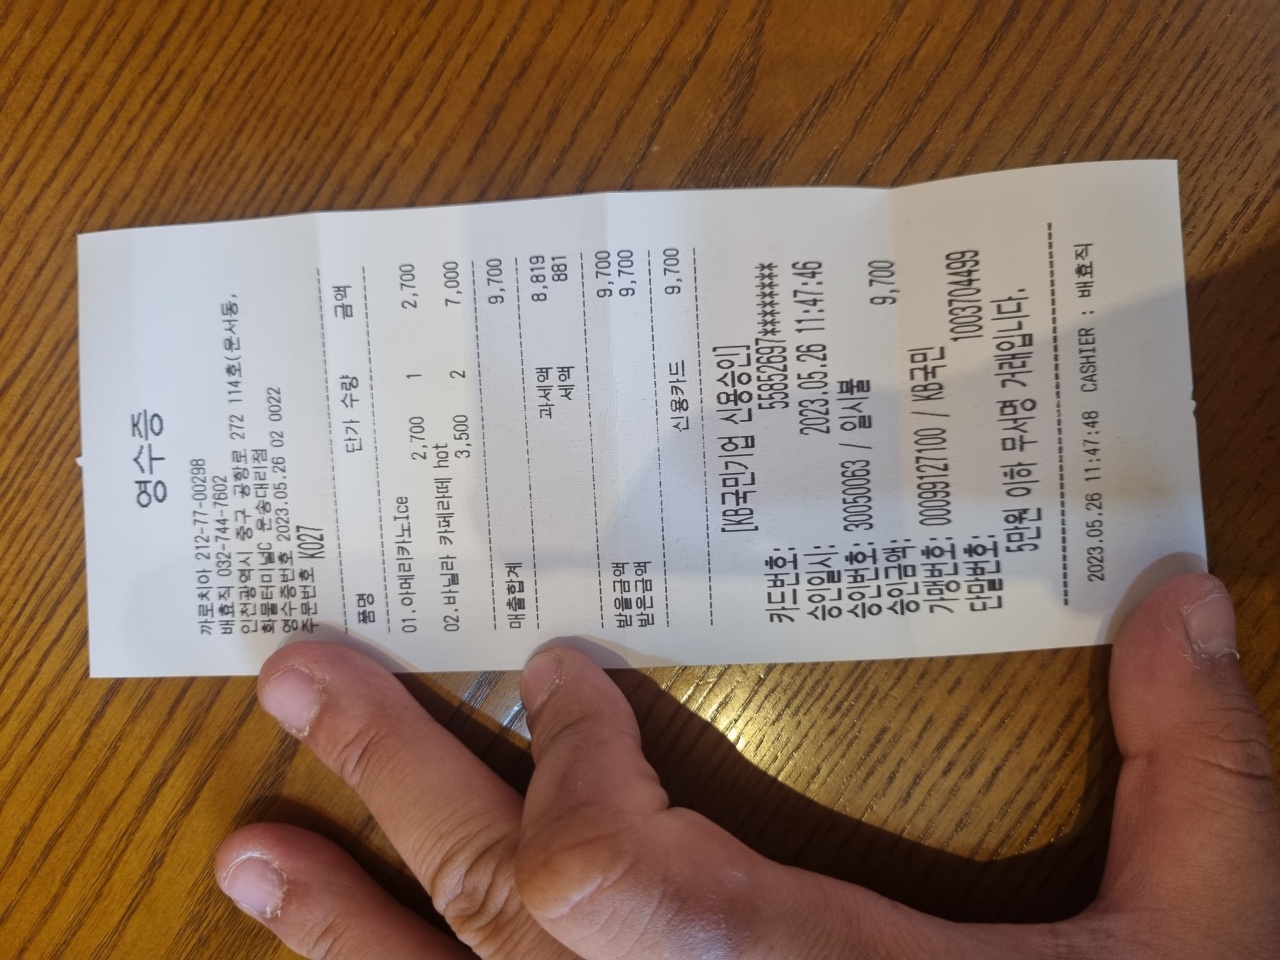 영수증
까로치아 212-77-00298
배효직 032-744-7602
인천광역시 중구 공항로 272 114호(운서동,
화물터미널C 운송대리점
영수증번호 2023.05.26 02 0022
주문번호 K027
품명 단가 수량 금액
01.아메리카노Ice
2,700 1 2,700
02.바닐라 카페라떼 hot
3,500 2 7,000
매출합계 9,700
과세액 8,819
세액 881
받을금액 9,700
받은금액 9,700
신용카드 9,700
[KB국민기업 신용승인]
카드번호: 55852697********
승인일시: 2023.05.26 11:47:46
승인번호: 30050063 / 일시불
승인금액: 9,700
가맹번호: 00099127100 / KB국민
단말번호: 1003704499
5만원 이하 무서명 거래입니다.
2023.05.26 11:47:48 CASHIER : 배효직